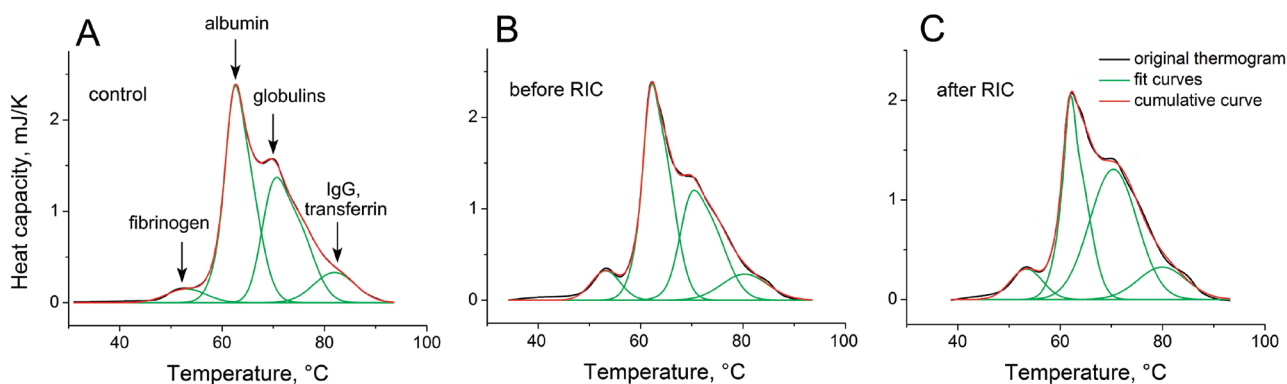 A
albumin
control
globulins
IgG,
transferrin
fibrinogen
Heat capacity, mJ/K
2
1
0
40
60
80
100
Temperature, °C
B
before RIC
2
1
0
40
60
80
100
Temperature, °C
C
original thermogram
fit curves
cumulative curve
after RIC
2
1
0
40
60
80
100
Temperature, °C